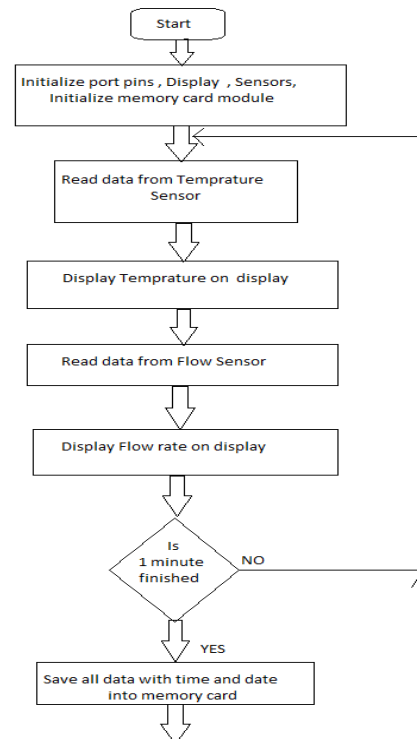 Start
Initialize port pins , Display , Sensors,
Initialize memory card module
Read data from Temprature
Sensor
Display Temprature on display
Read data from Flow Sensor
Display Flow rate on display
Is
1 minute
finished
NO
YES
Save all data with time and date
into memory card